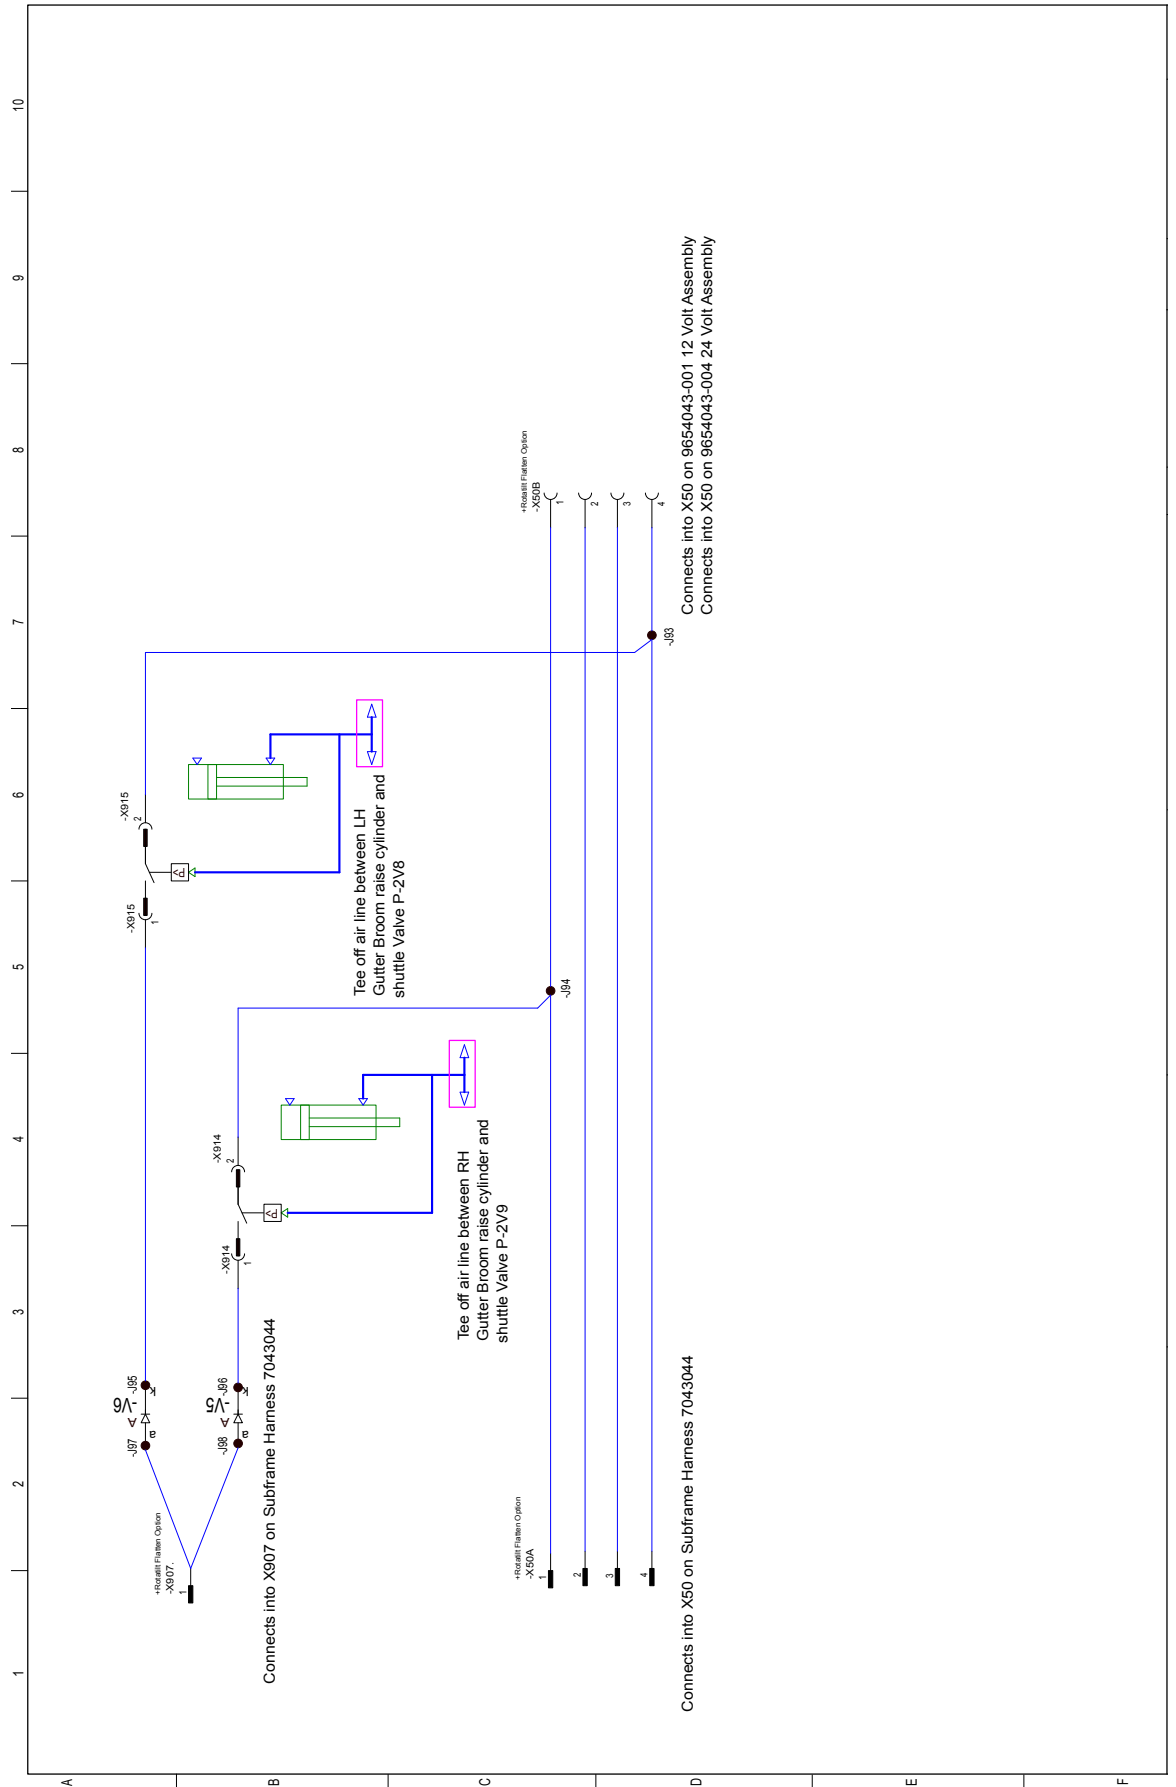 1
2
3
4
5
6
7
8
9
10
A
B
C
D
E
F
+Rotatilt Flatten Option
-X907.
1
-J97
a
A
-V6
-J95
K
-J98
a
A
-V5
-J96
K
Connects into X907 on Subframe Harness 7043044
-X915
1
-X915
2
P>
-X914
1
-X914
2
P>
Tee off air line between LH
Gutter Broom raise cylinder and
shuttle Valve P-2V8
Tee off air line between RH
Gutter Broom raise cylinder and
shuttle Valve P-2V9
+Rotatilt Flatten Option
-X50A
1
2
3
4
-J94
-J93
+Rotatilt Flatten Option
-X50B
1
2
3
4
Connects into X50 on Subframe Harness 7043044
Connects into X50 on 9654043-001 12 Volt Assembly
Connects into X50 on 9654043-004 24 Volt Assembly